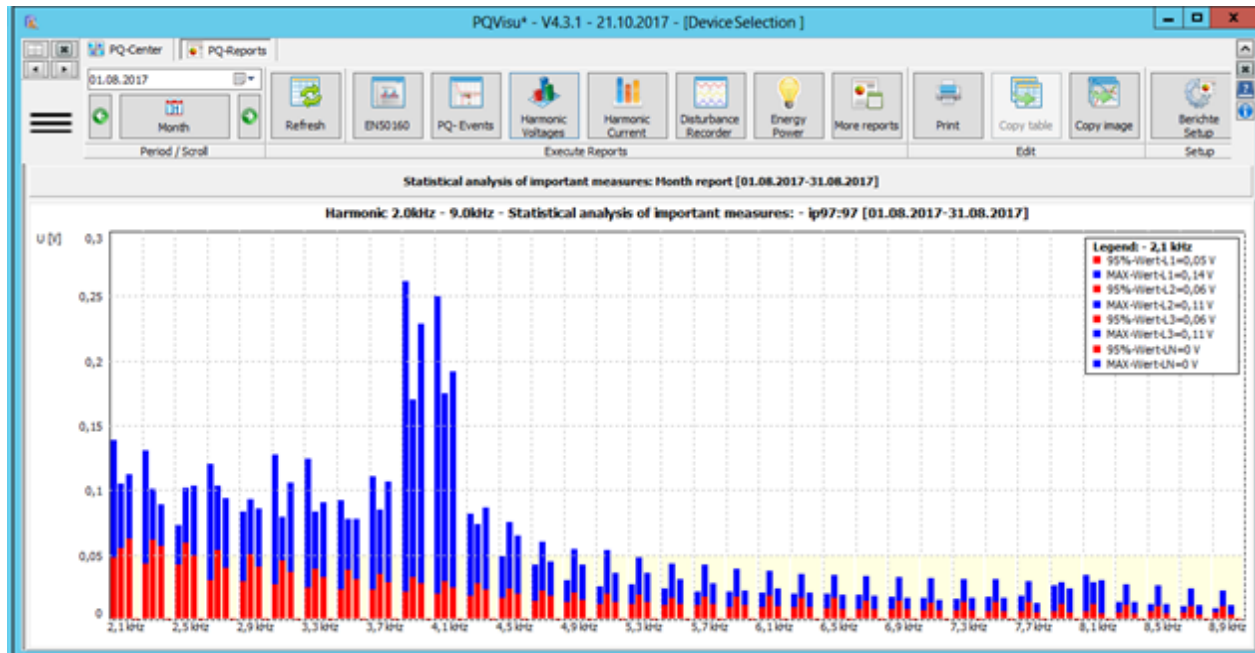 PQVisu* - V4.3.1 - 21.10.2017 - [Device Selection ]
PQ-Center PQ-Reports
01.08.2017
Month
Refresh
EN50160
PQ- Events
Harmonic
Voltages
Harmonic
Current
Disturbance
Recorder
Energy
Power
More reports
Print
Copy table
Copy image
Berichte
Setup
Period / Scroll
Execute Reports
Edit
Setup
Statistical analysis of important measures: Month report [01.08.2017-31.08.2017]
Harmonic 2.0kHz - 9.0kHz - Statistical analysis of important measures: - ip97:97 [01.08.2017-31.08.2017]
U [V]
0,3
0,25
0,2
0,15
0,1
0,05
0
Legend: - 2,1 kHz
95%-Wert-L1=0,05 V
MAX-Wert-L1=0,14 V
95%-Wert-L2=0,06 V
MAX-Wert-L2=0,11 V
95%-Wert-L3=0,06 V
MAX-Wert-L3=0,11 V
95%-Wert-LN=0 V
MAX-Wert-LN=0 V
2,1 kHz 2,5 kHz 2,9 kHz 3,3 kHz 3,7 kHz 4,1 kHz 4,5 kHz 4,9 kHz 5,3 kHz 5,7 kHz 6,1 kHz 6,5 kHz 6,9 kHz 7,3 kHz 7,7 kHz 8,1 kHz 8,5 kHz 8,9 kHz